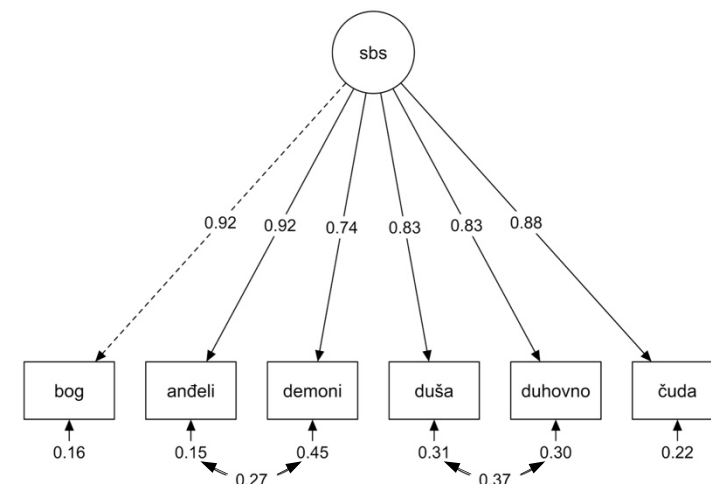 sbs
0.92 0.92 0.74 0.83 0.83 0.88
bog anđeli demoni duša duhovno čuda
0.16 0.15 0.45 0.31 0.30 0.22
0.27 0.37